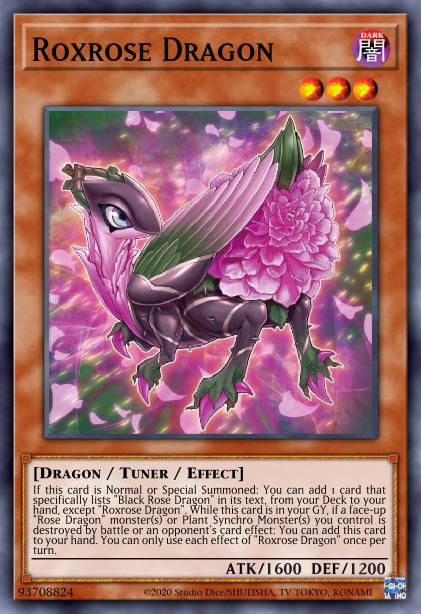 Roxrose Dragon
DARK
闇
[Dragon / Tuner / Effect]
If this card is Normal or Special Summoned: You can add 1 card that
specifically lists "Black Rose Dragon" in its text, from your Deck to your
hand, except "Roxrose Dragon". While this card is in your GY, if a face-up
"Rose Dragon" monster(s) or Plant Synchro Monster(s) you control is
destroyed by battle or an opponent's card effect: You can add this card
to your hand. You can only use each effect of "Roxrose Dragon" once per
turn.
ATK/1600 DEF/1200
93708824 ©2020 Studio Dice/SHUEISHA, TV TOKYO, KONAMI